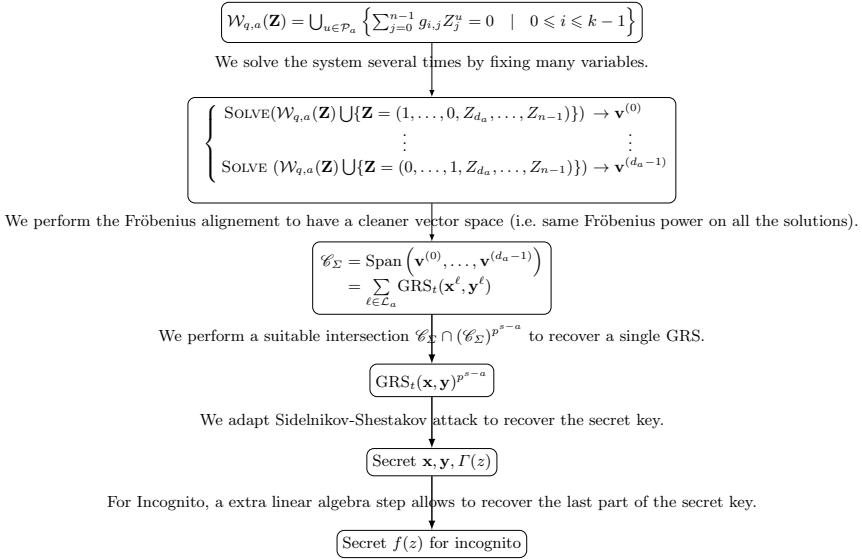 𝒲_{q,a}(𝐙) = ⋃_{u∈𝒫_a} { ∑_{j=0}^{n−1} g_{i,j} Z_j^u = 0 | 0 ⩽ i ⩽ k − 1 }
We solve the system several times by fixing many variables.
SOLVE(𝒲_{q,a}(𝐙) ⋃{𝐙 = (1, . . . , 0, Z_{d_a}, . . . , Z_{n−1})}) → 𝐯^{(0)}
⋮ ⋮
SOLVE (𝒲_{q,a}(𝐙) ⋃{𝐙 = (0, . . . , 1, Z_{d_a}, . . . , Z_{n−1})}) → 𝐯^{(d_a−1)}
We perform the Fröbenius alignement to have a cleaner vector space (i.e. same Fröbenius power on all the solutions).
𝒞_Σ = Span (𝐯^{(0)}, . . . , 𝐯^{(d_a−1)})
= ∑_{ℓ∈ℒ_a} GRS_t(𝐱^ℓ, 𝐲^ℓ)
We perform a suitable intersection 𝒞_Σ ∩ (𝒞_Σ)^{p^{s−a}} to recover a single GRS.
GRS_t(𝐱, 𝐲)^{p^{s−a}}
We adapt Sidelnikov-Shestakov attack to recover the secret key.
Secret 𝐱, 𝐲, Γ(z)
For Incognito, a extra linear algebra step allows to recover the last part of the secret key.
Secret f(z) for incognito